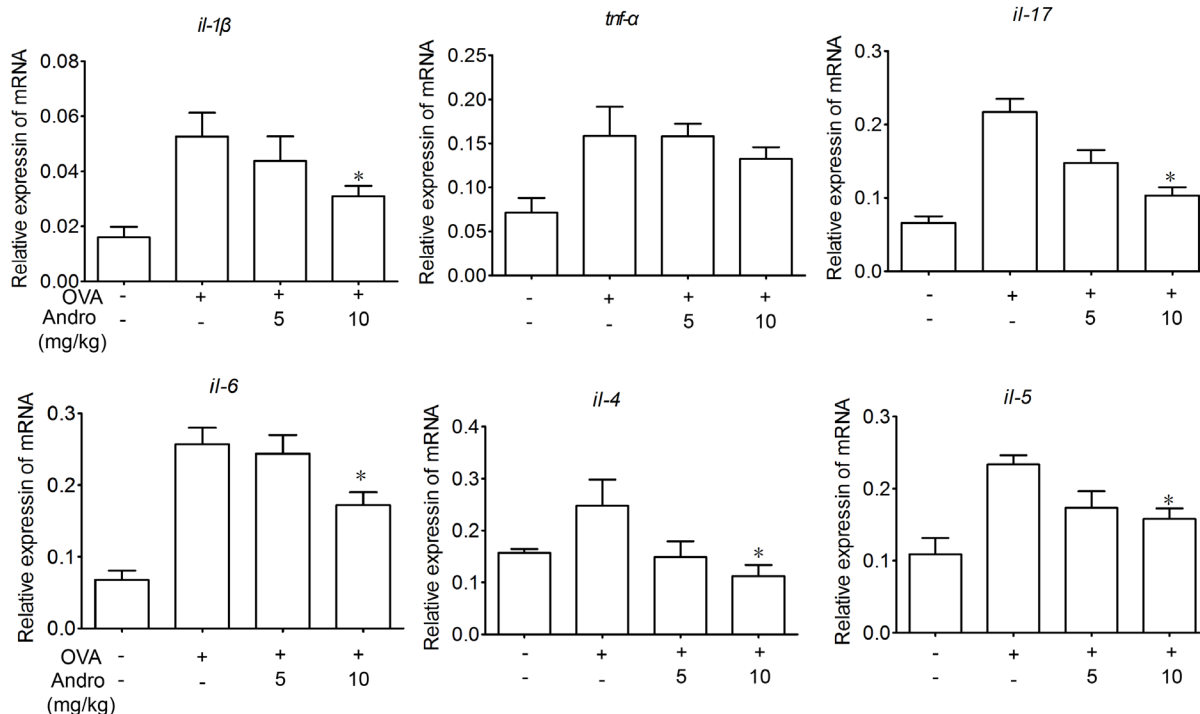 il-1β
Relative expressin of mRNA
0.08
0.06
0.04
0.02
0.00
OVA - + + +
Andro - - 5 10
(mg/kg)
tnf-α
Relative expressin of mRNA
0.25
0.20
0.15
0.10
0.05
0.00
- + + +
- - 5 10
il-17
Relative expressin of mRNA
0.3
0.2
0.1
0.0
- + + +
- - 5 10
*
*
il-6
Relative expressin of mRNA
0.3
0.2
0.1
0.0
*
OVA - + + +
Andro - - 5 10
(mg/kg)
il-4
Relative expressin of mRNA
0.4
0.3
0.2
0.1
0.0
*
- + + +
- - 5 10
il-5
Relative expressin of mRNA
0.3
0.2
0.1
0.0
*
- + + +
- - 5 10